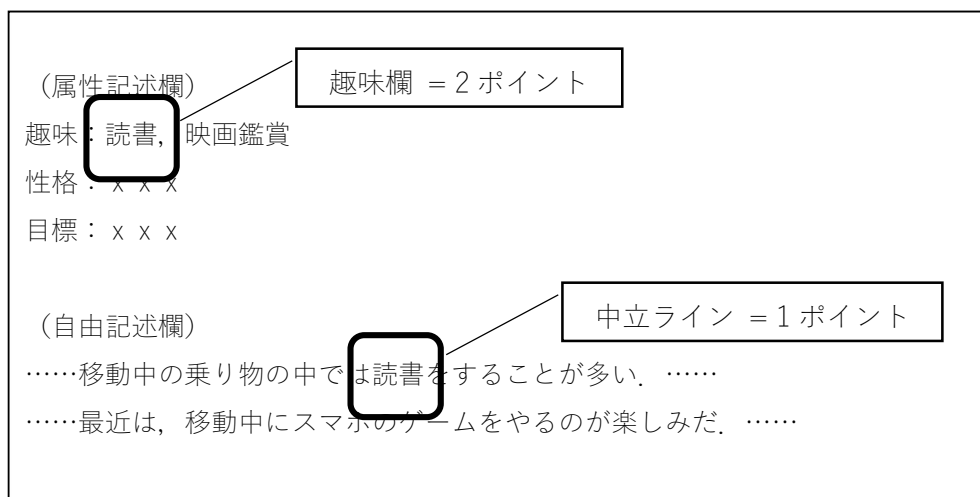 （属性記述欄）
趣味欄 ＝２ポイント
趣味：読書，映画鑑賞
性格：ｘｘｘ
目標：ｘｘｘ
（自由記述欄）
中立ライン ＝１ポイント
……移動中の乗り物の中では読書をすることが多い．……
……最近は，移動中にスマホのゲームをやるのが楽しみだ．……